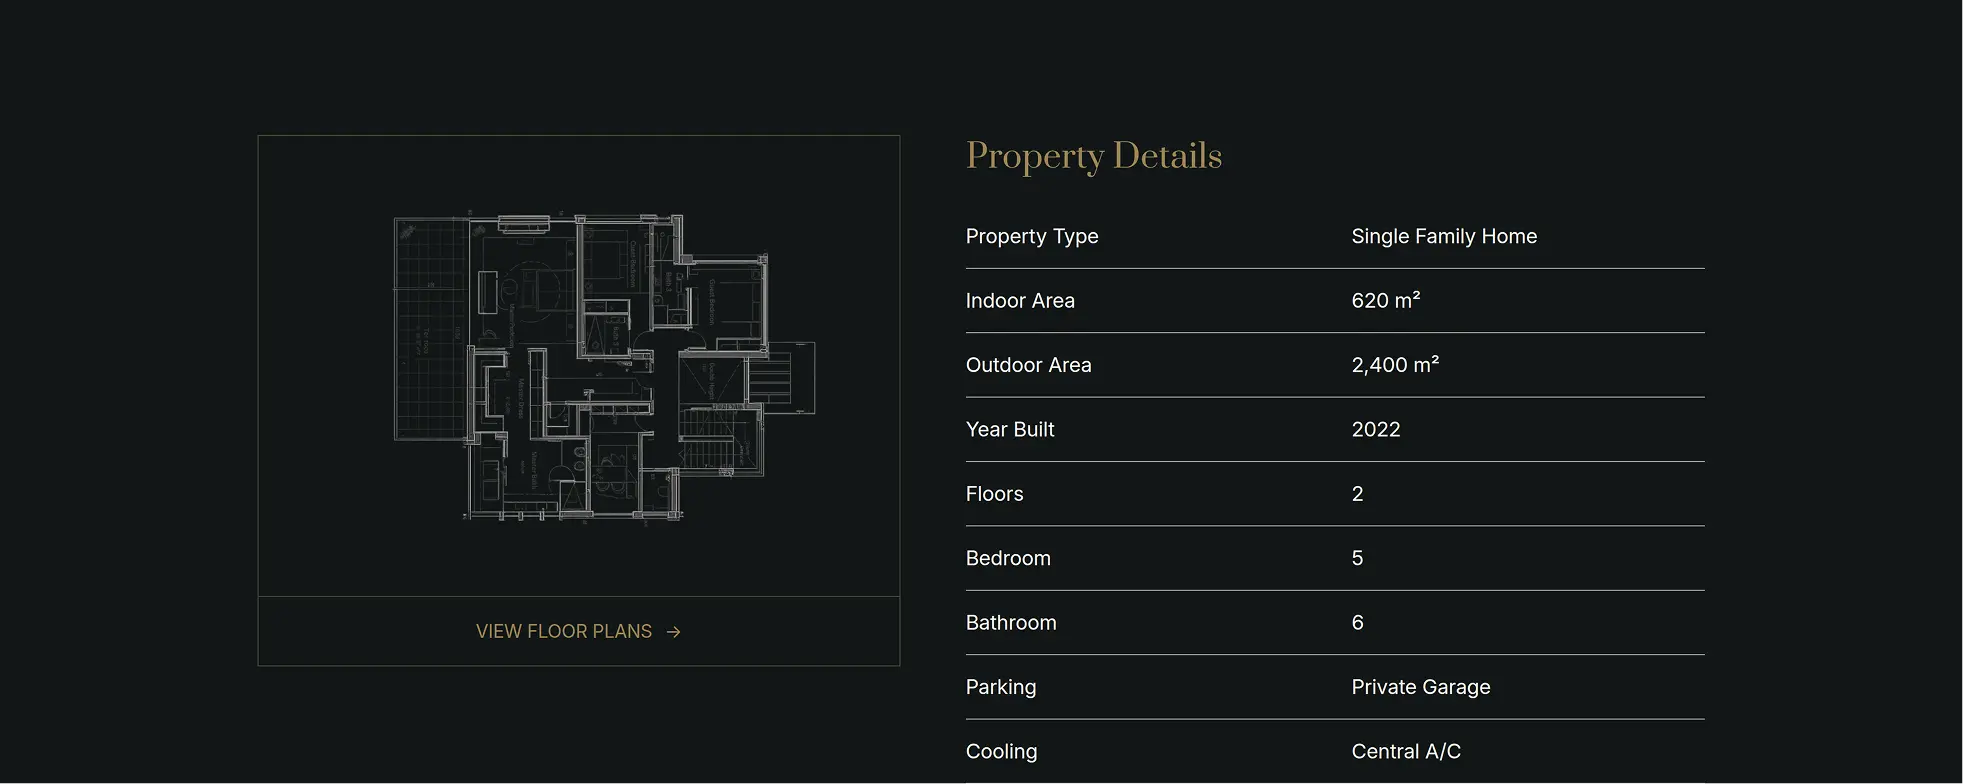 Property Details
Property Type Single Family Home
Indoor Area 620 m²
Outdoor Area 2,400 m²
Year Built 2022
Floors 2
Bedroom 5
Bathroom 6
Parking Private Garage
Cooling Central A/C
VIEW FLOOR PLANS →